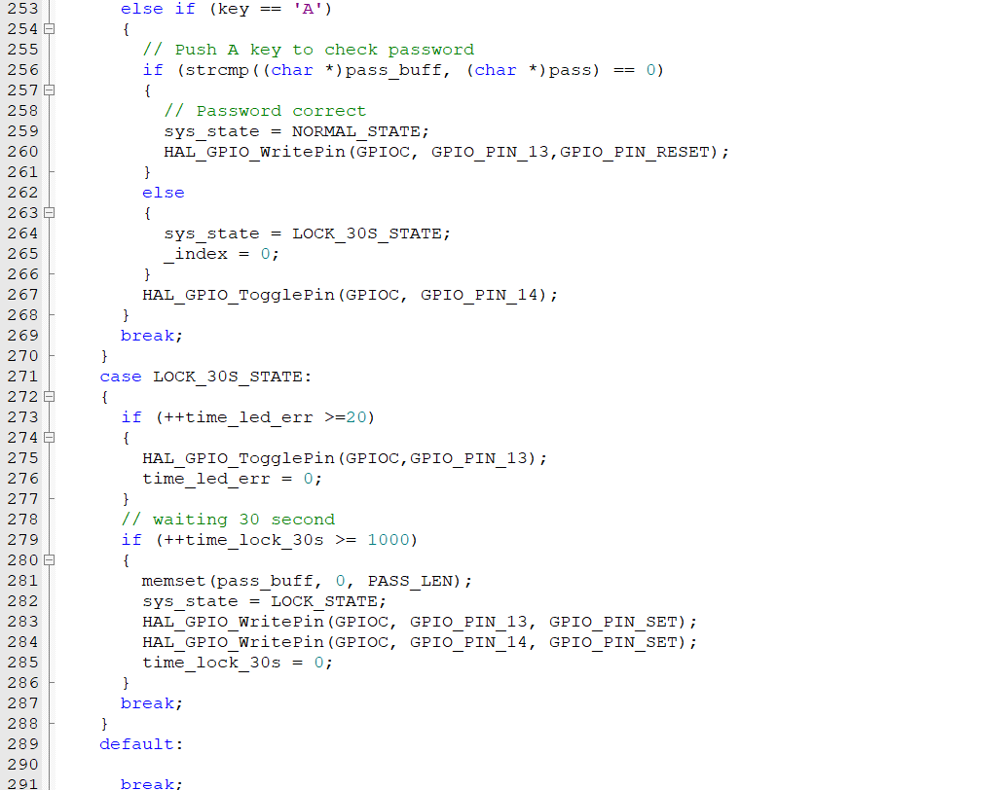 253 else if (key == 'A')
254 {
255 // Push A key to check password
256 if (strcmp((char *)pass_buff, (char *)pass) == 0)
257 {
258 // Password correct
259 sys_state = NORMAL_STATE;
260 HAL_GPIO_WritePin(GPIOC, GPIO_PIN_13,GPIO_PIN_RESET);
261 }
262 else
263 {
264 sys_state = LOCK_30S_STATE;
265 _index = 0;
266 }
267 HAL_GPIO_TogglePin(GPIOC, GPIO_PIN_14);
268 }
269 break;
270 }
271 case LOCK_30S_STATE:
272 {
273 if (++time_led_err >=20)
274 {
275 HAL_GPIO_TogglePin(GPIOC,GPIO_PIN_13);
276 time_led_err = 0;
277 }
278 // waiting 30 second
279 if (++time_lock_30s >= 1000)
280 {
281 memset(pass_buff, 0, PASS_LEN);
282 sys_state = LOCK_STATE;
283 HAL_GPIO_WritePin(GPIOC, GPIO_PIN_13, GPIO_PIN_SET);
284 HAL_GPIO_WritePin(GPIOC, GPIO_PIN_14, GPIO_PIN_SET);
285 time_lock_30s = 0;
286 }
287 break;
288 }
289 default:
290
291 break;